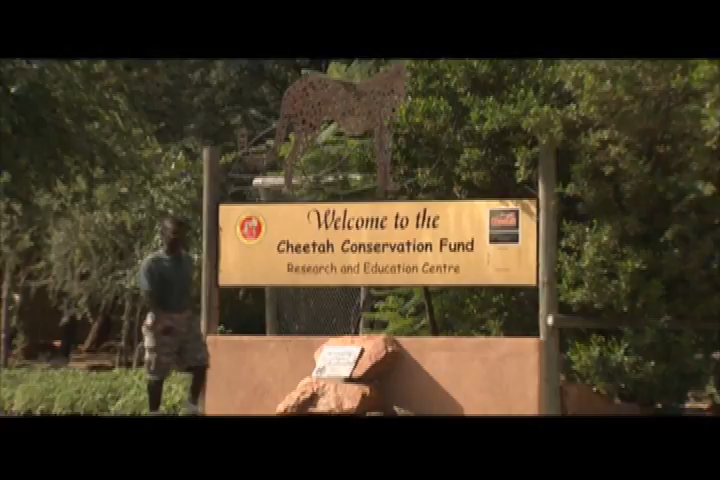 Welcome to the
Cheetah Conservation Fund
Research and Education Centre